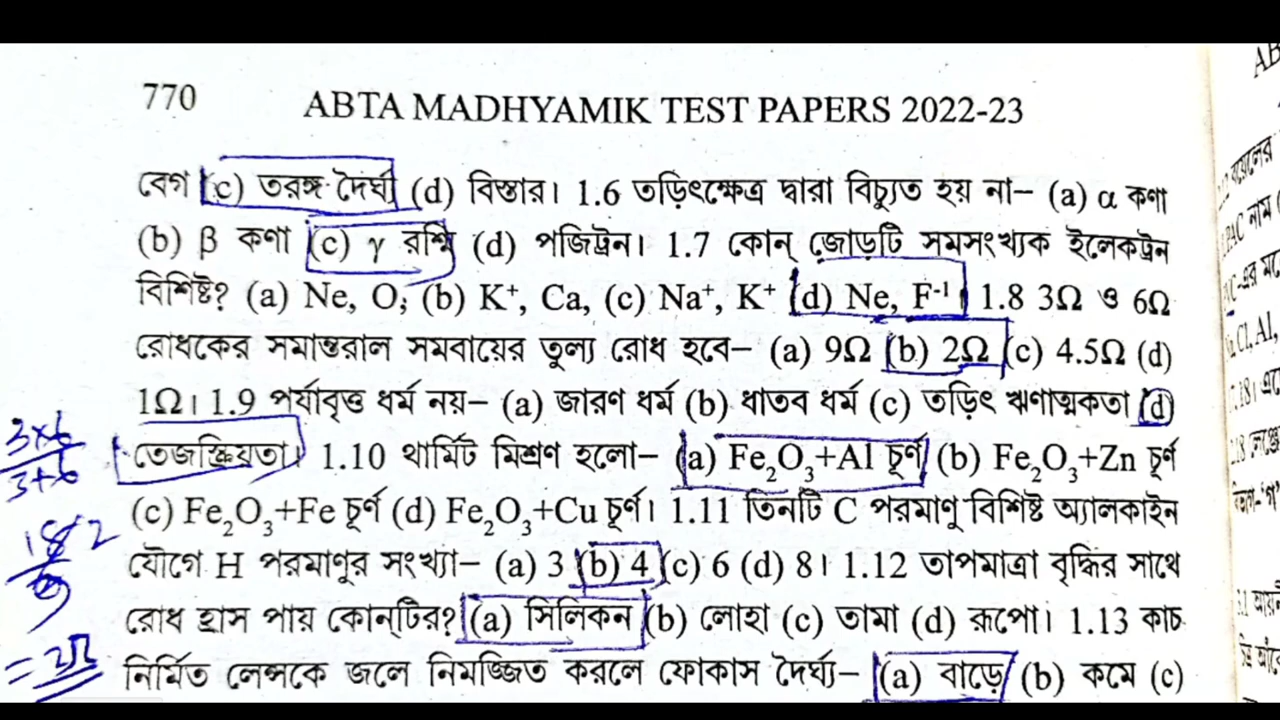 770 ABTA MADHYAMIK TEST PAPERS 2022-23
বেগ (c) তরঙ্গ দৈর্ঘ্য (d) বিস্তার। 1.6 তড়িৎক্ষেত্র দ্বারা বিচ্যুত হয় না– (a) α কণা
(b) β কণা (c) γ রশ্মি (d) পজিট্রন। 1.7 কোন্ জোড়টি সমসংখ্যক ইলেকট্রন
বিশিষ্ট? (a) Ne, O, (b) K⁺, Ca, (c) Na⁺, K⁺ (d) Ne, F⁻¹ 1.8 3Ω ও 6Ω
রোধকের সমান্তরাল সমবায়ের তুল্য রোধ হবে– (a) 9Ω (b) 2Ω (c) 4.5Ω (d)
1Ω। 1.9 পর্যাবৃত্ত ধর্ম নয়– (a) জারণ ধর্ম (b) ধাতব ধর্ম (c) তড়িৎ ঋণাত্মকতা (d)
তেজস্ক্রিয়তা। 1.10 থার্মিট মিশ্রণ হলো– (a) Fe₂O₃+Al চূর্ণ (b) Fe₂O₃+Zn চূর্ণ
(c) Fe₂O₃+Fe চূর্ণ (d) Fe₂O₃+Cu চূর্ণ। 1.11 তিনটি C পরমাণু বিশিষ্ট অ্যালকাইন
যৌগে H পরমাণুর সংখ্যা– (a) 3 (b) 4 (c) 6 (d) 8। 1.12 তাপমাত্রা বৃদ্ধির সাথে
রোধ হ্রাস পায় কোন্‌টির? (a) সিলিকন (b) লোহা (c) তামা (d) রূপো। 1.13 কাচ
নির্মিত লেন্সকে জলে নিমজ্জিত করলে ফোকাস দৈর্ঘ্য– (a) বাড়ে (b) কমে (c)
3×6
3+6
18 2
9
= 2Ω